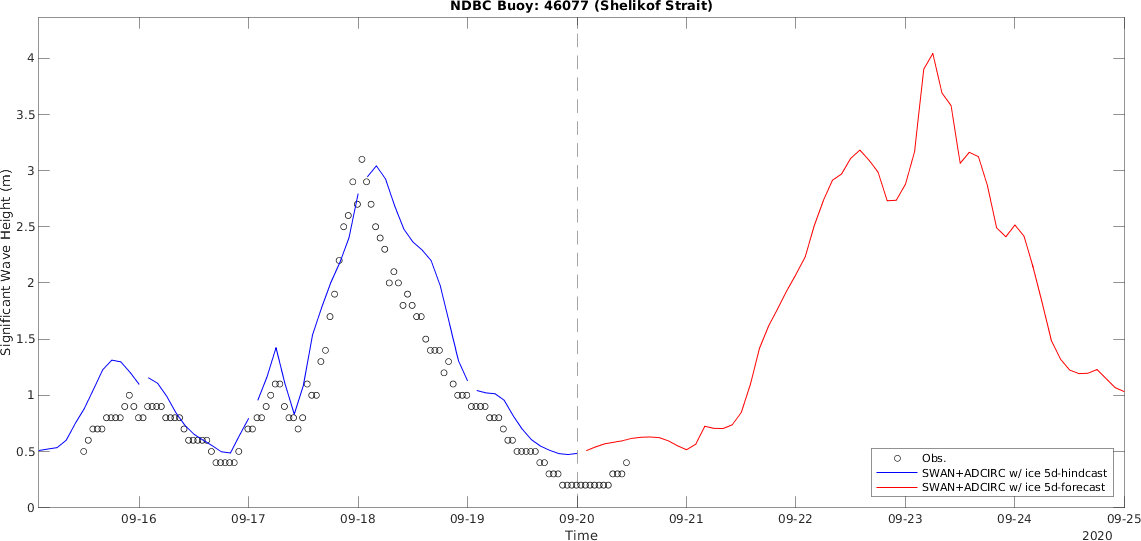 NDBC Buoy: 46077 (Shelikof Strait)
Significant Wave Height (m)
4
3.5
3
2.5
2
1.5
1
0.5
0
Obs.
SWAN+ADCIRC w/ ice 5d-hindcast
SWAN+ADCIRC w/ ice 5d-forecast
09-16 09-17 09-18 09-19 09-20 09-21 09-22 09-23 09-24 09-25
Time 2020